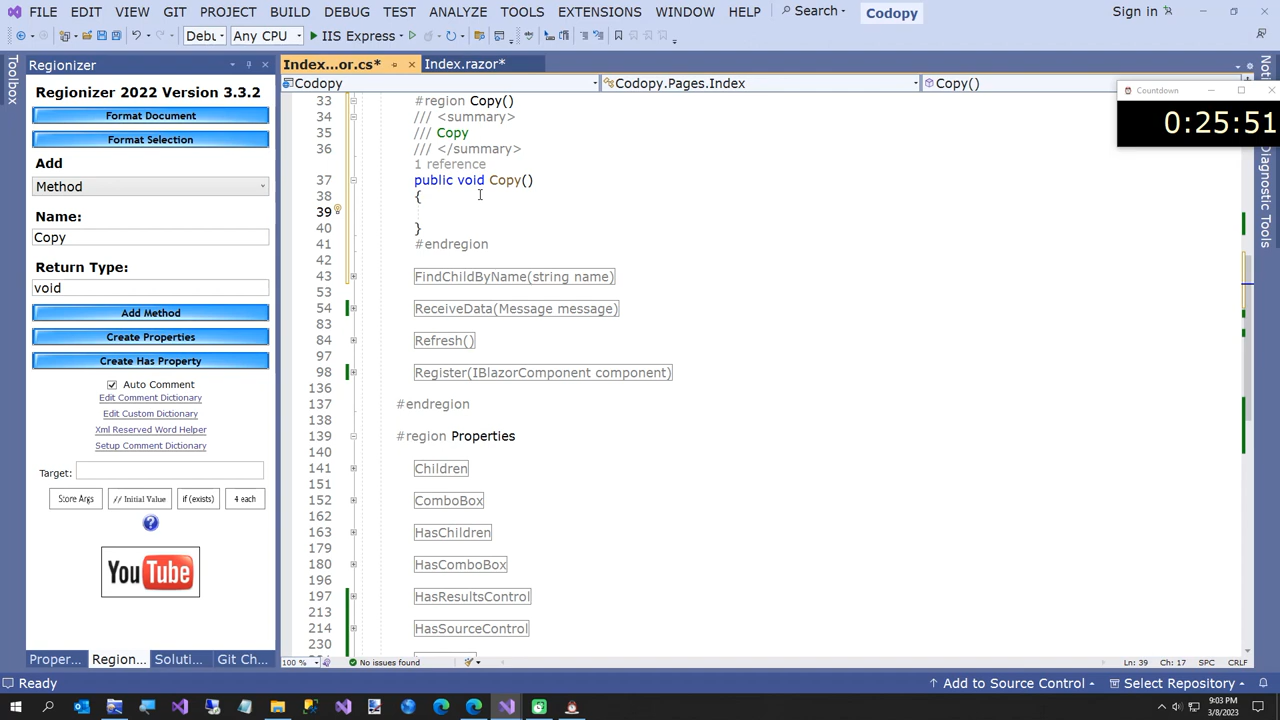 FILE EDIT VIEW GIT PROJECT BUILD DEBUG TEST ANALYZE TOOLS EXTENSIONS WINDOW HELP Search Codopy Sign in
Debu Any CPU IIS Express
Toolbox
Regionizer
Regionizer 2022 Version 3.3.2
Format Document
Format Selection
Add
Method
Name:
Copy
Return Type:
void
Add Method
Create Properties
Create Has Property
Auto Comment
Edit Comment Dictionary
Edit Custom Dictionary
Xml Reserved Word Helper
Setup Comment Dictionary
Target:
Store Args // Initial Value if (exists) 4 each
?
YouTube
Proper... Region... Soluti... Git Ch...
Index...or.cs* Index.razor*
Codopy Codopy.Pages.Index Copy()
33 #region Copy()
34 /// <summary>
35 /// Copy
36 /// </summary>
1 reference
37 public void Copy()
38 {
39
40 }
41 #endregion
42
43 FindChildByName(string name)
53
54 ReceiveData(Message message)
83
84 Refresh()
97
98 Register(IBlazorComponent component)
136
137 #endregion
138
139 #region Properties
140
141 Children
151
152 ComboBox
162
163 HasChildren
179
180 HasComboBox
196
197 HasResultsControl
213
214 HasSourceControl
230
100 % No issues found Ln: 39 Ch: 17 SPC CRLF
Countdown
0:25:51
Diagnostic Tools
Ready Add to Source Control Select Repository
9:03 PM
3/8/2023